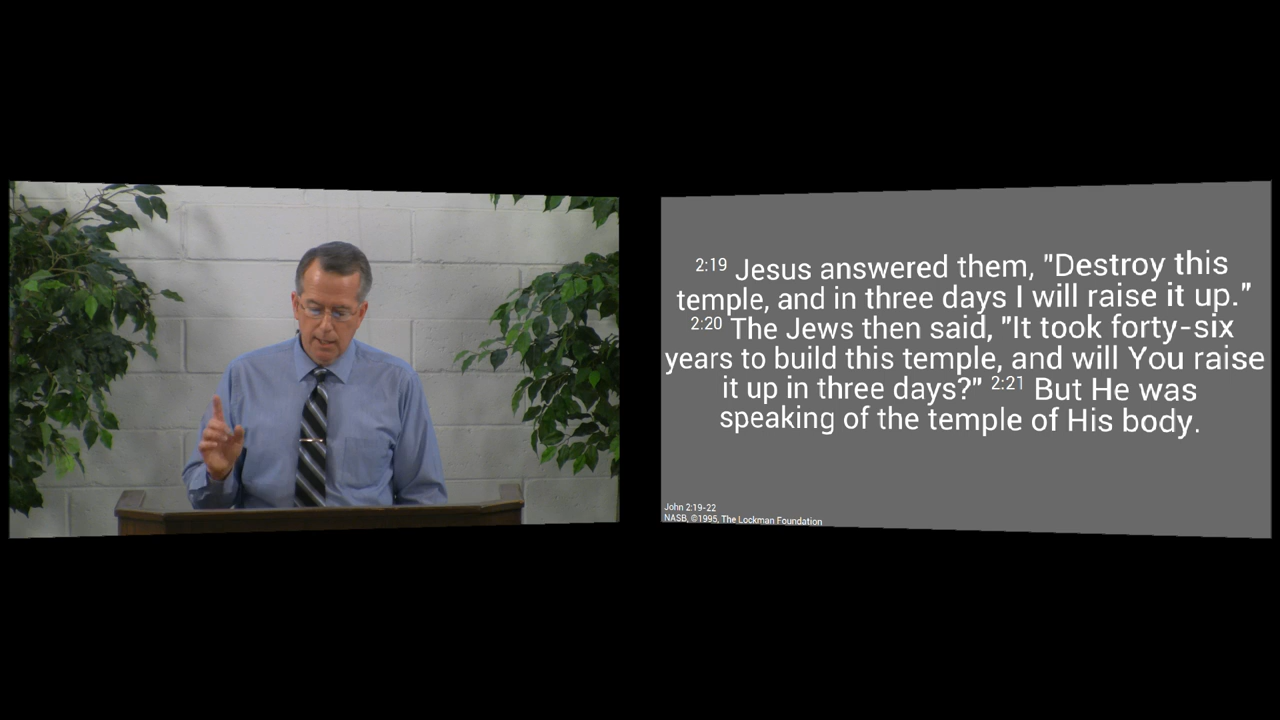 2:19 Jesus answered them, "Destroy this
temple, and in three days I will raise it up."
2:20 The Jews then said, "It took forty-six
years to build this temple, and will You raise
it up in three days?" 2:21 But He was
speaking of the temple of His body.
John 2:19-22
NASB, ©1995, The Lockman Foundation